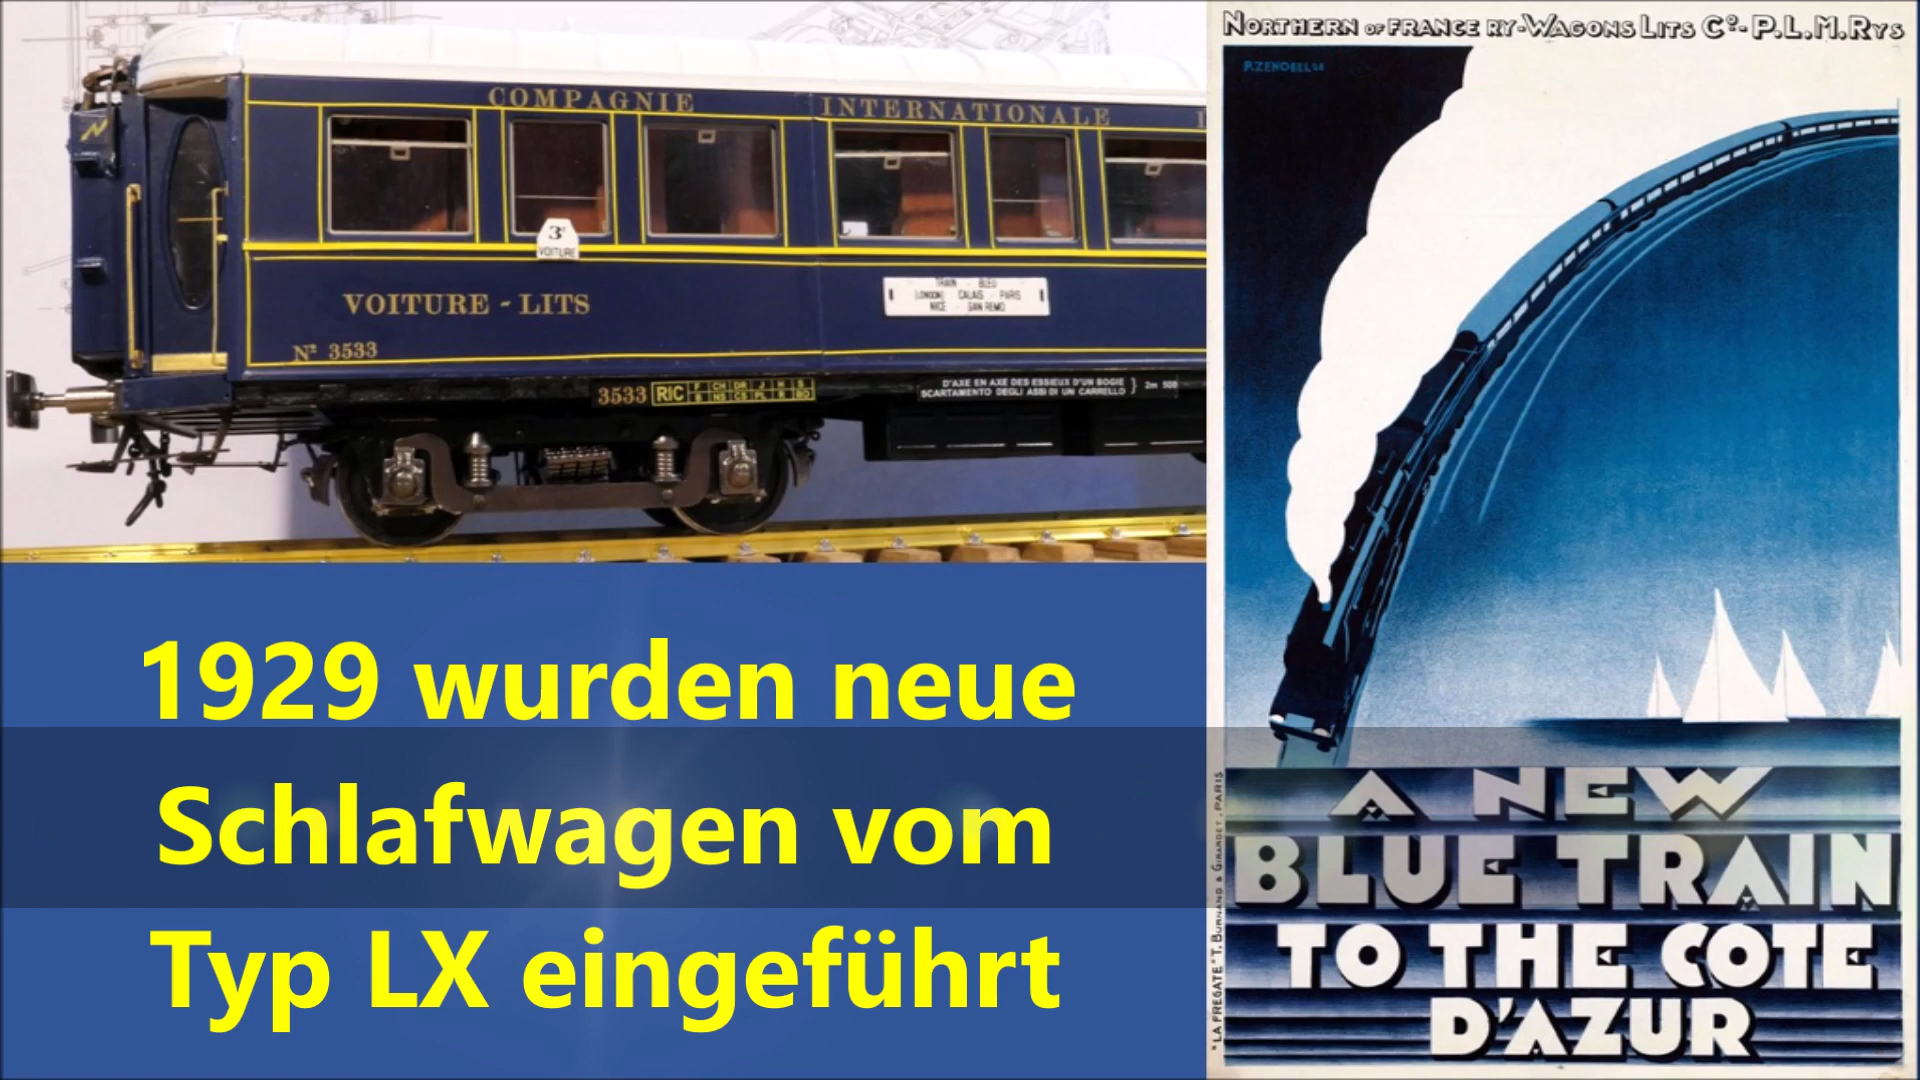 COMPAGNIE INTERNATIONALE
3e
VOITURE
TRAIN - BLEU
(LONDON) CALAIS PARIS
NICE - SAN REMO
VOITURE - LITS
Nº 3533
3533 RIC
D'AXE EN AXE DES ESSIEUX D'UN BOGIE
SCARTAMENTO DEGLI ASSI DI UN CARRELLO
2m 500
1929 wurden neue
Schlafwagen vom
Typ LX eingeführt
NORTHERN OF FRANCE RY-WAGONS LITS Cº-P.L.M.RYS
P.ZENOBEL 28
A NEW
BLUE TRAIN
TO THE COTE
D'AZUR
"LA FREGATE" T. BURNAND & GIRARDET, PARIS